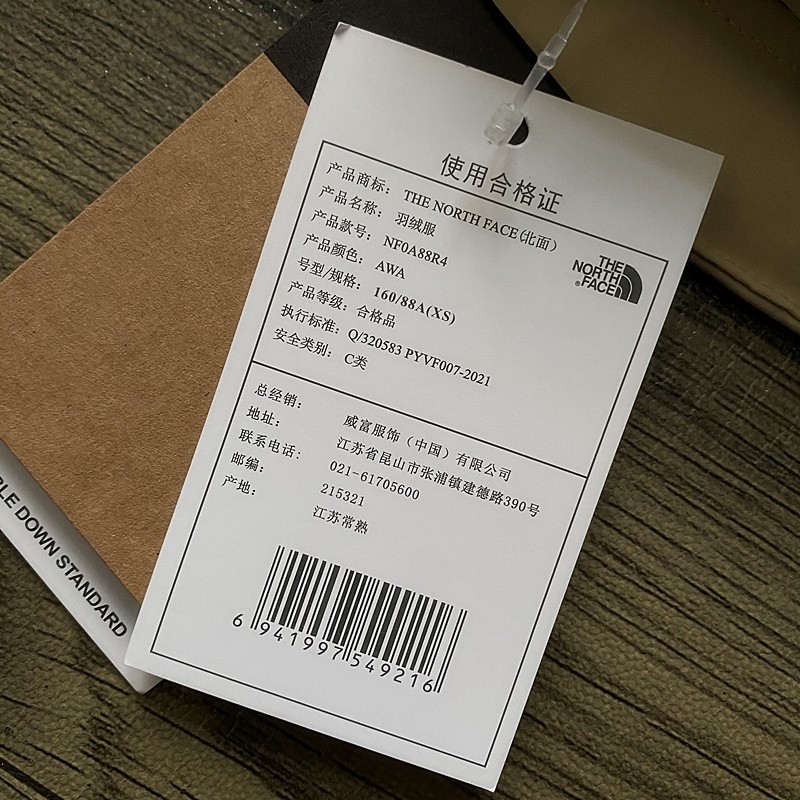 使用合格证
产品商标： THE NORTH FACE(北面）
产品名称： 羽绒服
产品款号： NF0A88R4
产品颜色： AWA
号型/规格： 160/88A(XS)
产品等级： 合格品
执行标准： Q/320583 PYVF007-2021
安全类别： C类
THE
NORTH
FACE
®
总经销： 威富服饰（中国）有限公司
地址： 江苏省昆山市张浦镇建德路390号
联系电话： 021-61705600
邮编： 215321
产地： 江苏常熟
6 941997 549216
DOWN STANDARD